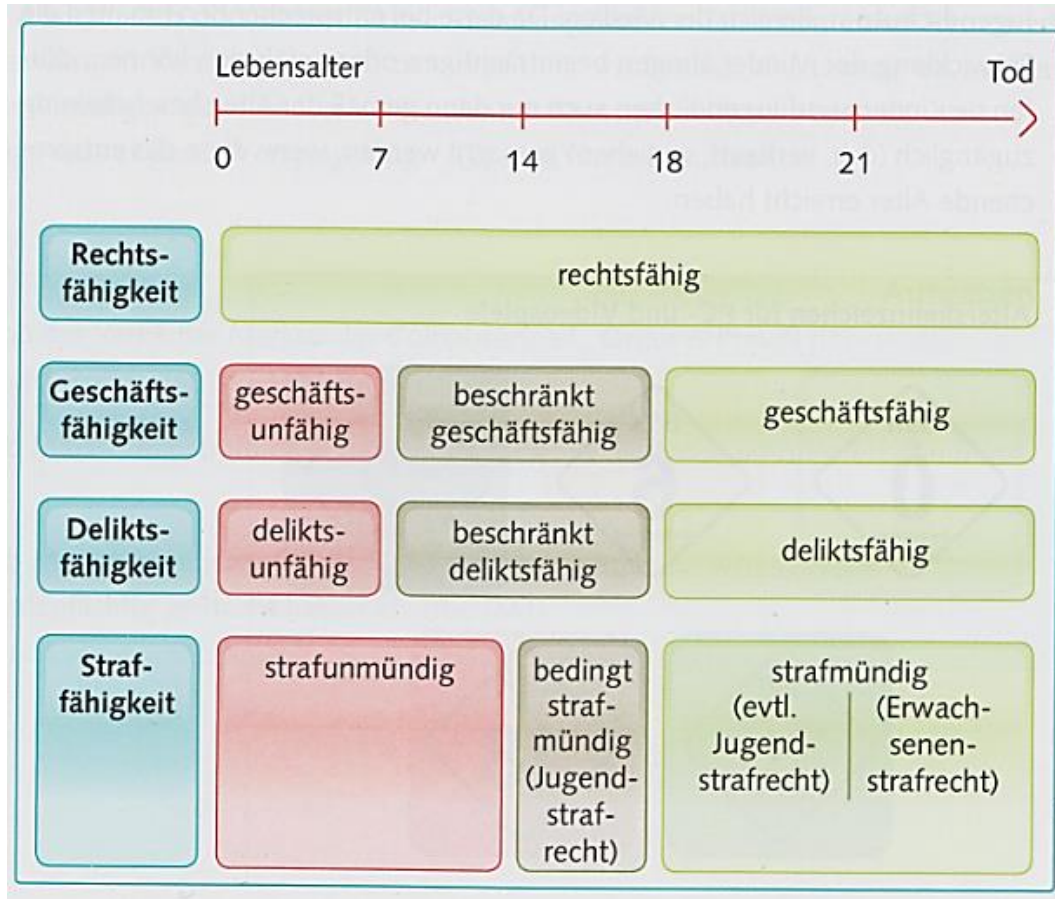 Lebensalter
Tod
0 7 14 18 21
Rechts-
fähigkeit
rechtsfähig
Geschäfts-
fähigkeit
geschäfts-
unfähig
beschränkt
geschäftsfähig
geschäftsfähig
Delikts-
fähigkeit
delikts-
unfähig
beschränkt
deliktsfähig
deliktsfähig
Straf-
fähigkeit
strafunmündig
bedingt
straf-
mündig
(Jugend-
straf-
recht)
strafmündig
(evtl.
Jugend-
strafrecht)
(Erwach-
senen-
strafrecht)